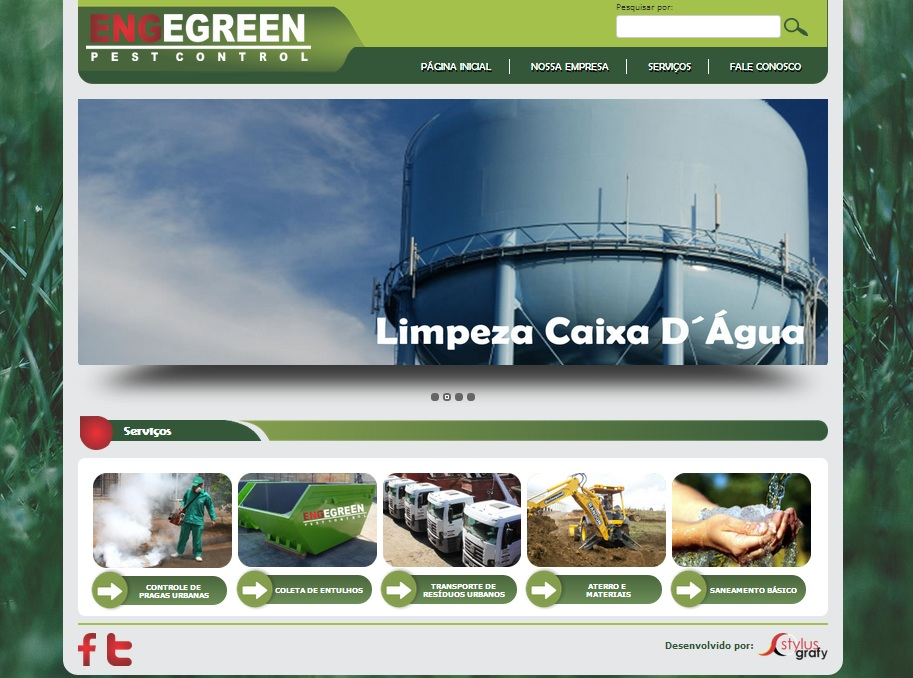 ENGEGREEN
PEST CONTROL
Pesquisar por:
PÁGINA INICIAL
NOSSA EMPRESA
SERVIÇOS
FALE CONOSCO
Limpeza Caixa D´Água
Serviços
ENGEGREEN
PEST CONTROL
CONTROLE DE
PRAGAS URBANAS
COLETA DE ENTULHOS
TRANSPORTE DE
RESÍDUOS URBANOS
ATERRO E
MATERIAIS
SANEAMENTO BÁSICO
Desenvolvido por:
stylus
grafy